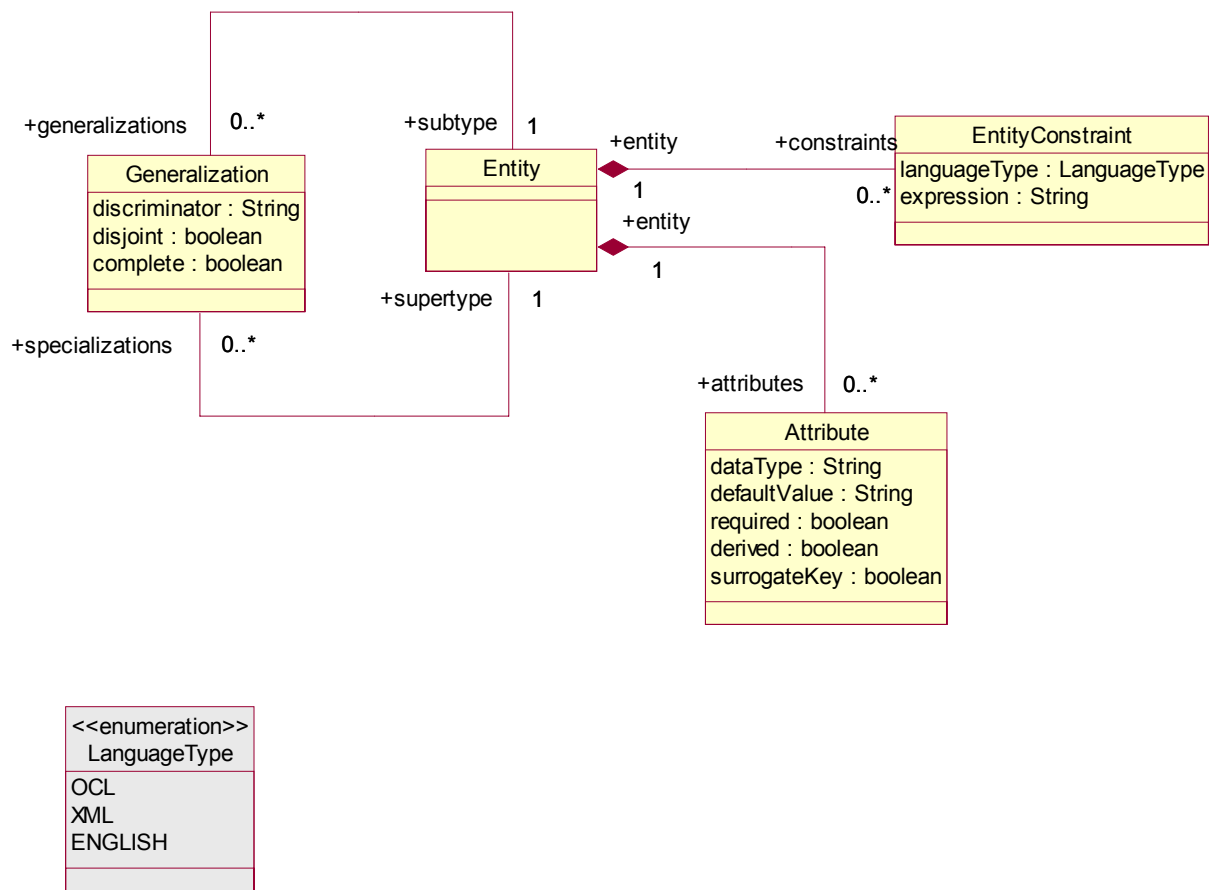 +generalizations
0..*
+subtype
1
Generalization
discriminator : String
disjoint : boolean
complete : boolean
Entity
+entity
1
+constraints
0..*
EntityConstraint
languageType : LanguageType
expression : String
+entity
1
+supertype
1
+specializations
0..*
+attributes
0..*
Attribute
dataType : String
defaultValue : String
required : boolean
derived : boolean
surrogateKey : boolean
<<enumeration>>
LanguageType
OCL
XML
ENGLISH